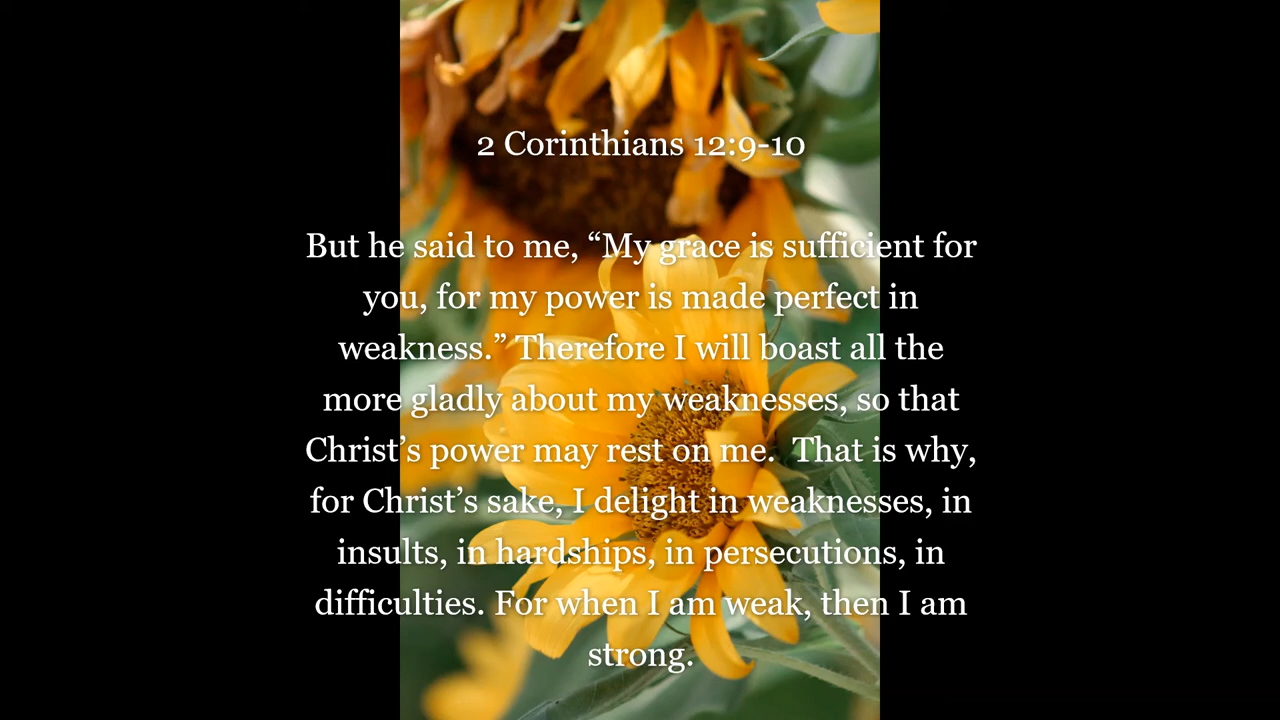 2 Corinthians 12:9-10
But he said to me, “My grace is sufficient for
you, for my power is made perfect in
weakness.” Therefore I will boast all the
more gladly about my weaknesses, so that
Christ’s power may rest on me.  That is why,
for Christ’s sake, I delight in weaknesses, in
insults, in hardships, in persecutions, in
difficulties. For when I am weak, then I am
strong.